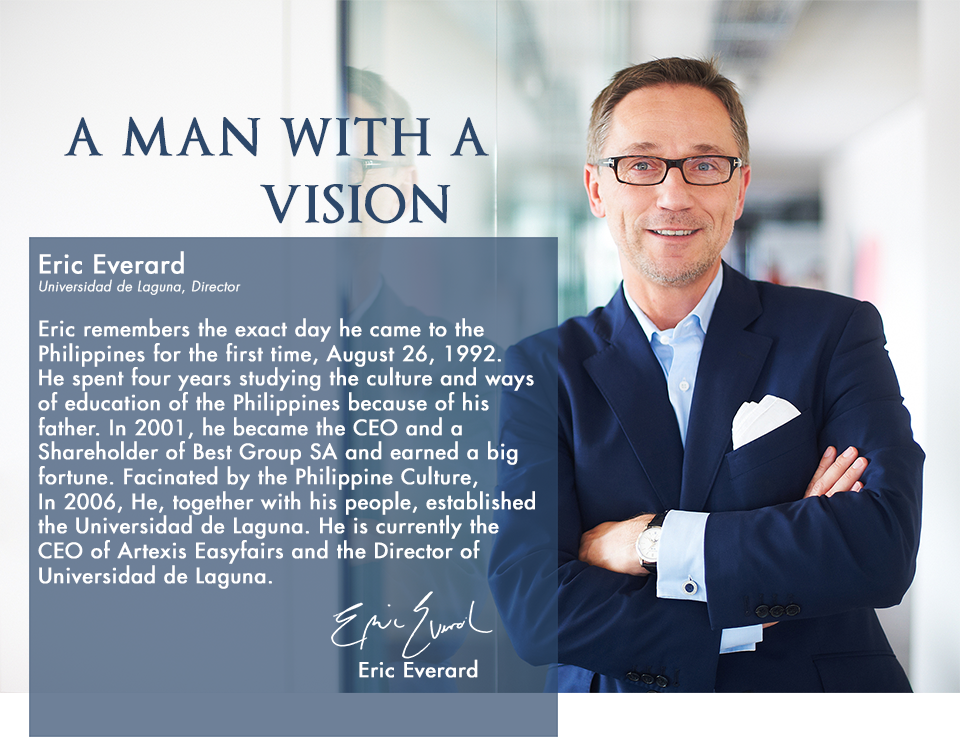 A MAN WITH A
VISION
Eric Everard
Universidad de Laguna, Director
Eric remembers the exact day he came to the
Philippines for the first time, August 26, 1992.
He spent four years studying the culture and ways
of education of the Philippines because of his
father. In 2001, he became the CEO and a
Shareholder of Best Group SA and earned a big
fortune. Facinated by the Philippine Culture,
In 2006, He, together with his people, established
the Universidad de Laguna. He is currently the
CEO of Artexis Easyfairs and the Director of
Universidad de Laguna.
Eric Everard
Eric Everard